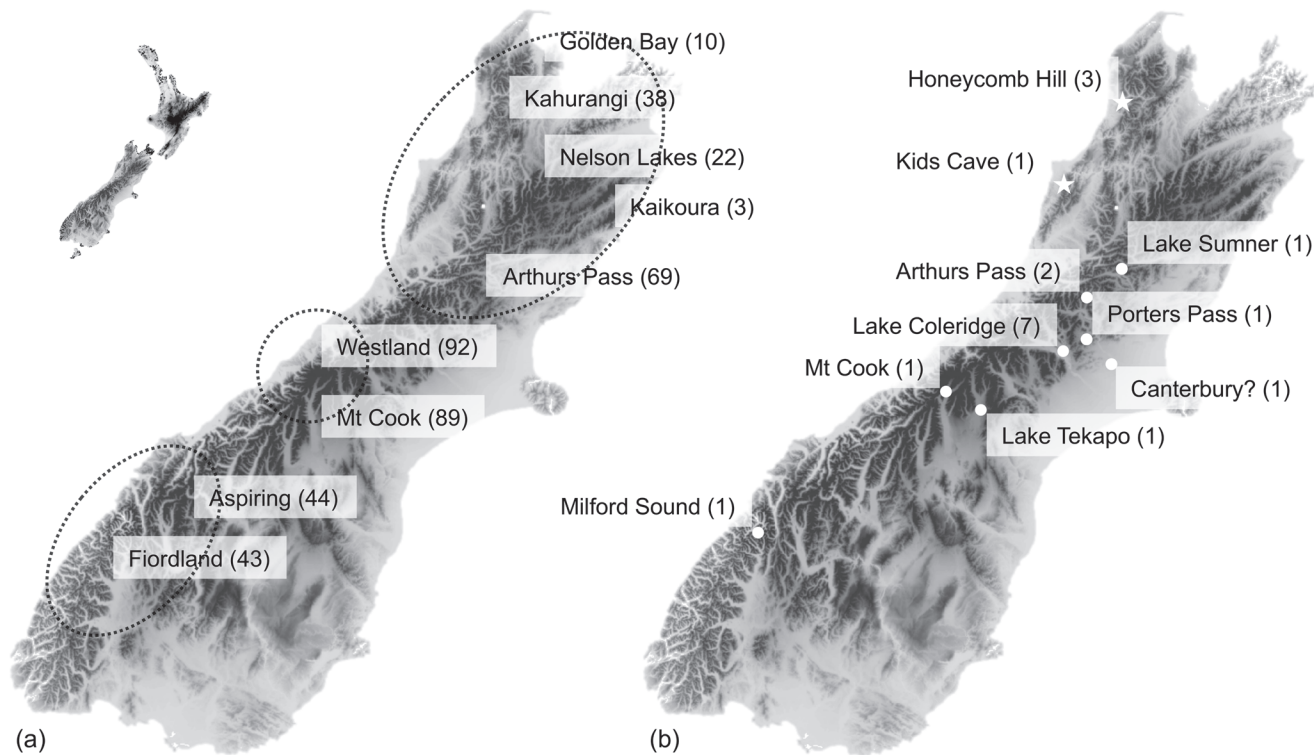 Golden Bay (10)
Kahurangi (38)
Nelson Lakes (22)
Kaikoura (3)
Arthurs Pass (69)
Westland (92)
Mt Cook (89)
Aspiring (44)
Fiordland (43)
(a)
Honeycomb Hill (3)
Kids Cave (1)
Lake Sumner (1)
Arthurs Pass (2)
Porters Pass (1)
Lake Coleridge (7)
Mt Cook (1)
Canterbury? (1)
Lake Tekapo (1)
Milford Sound (1)
(b)